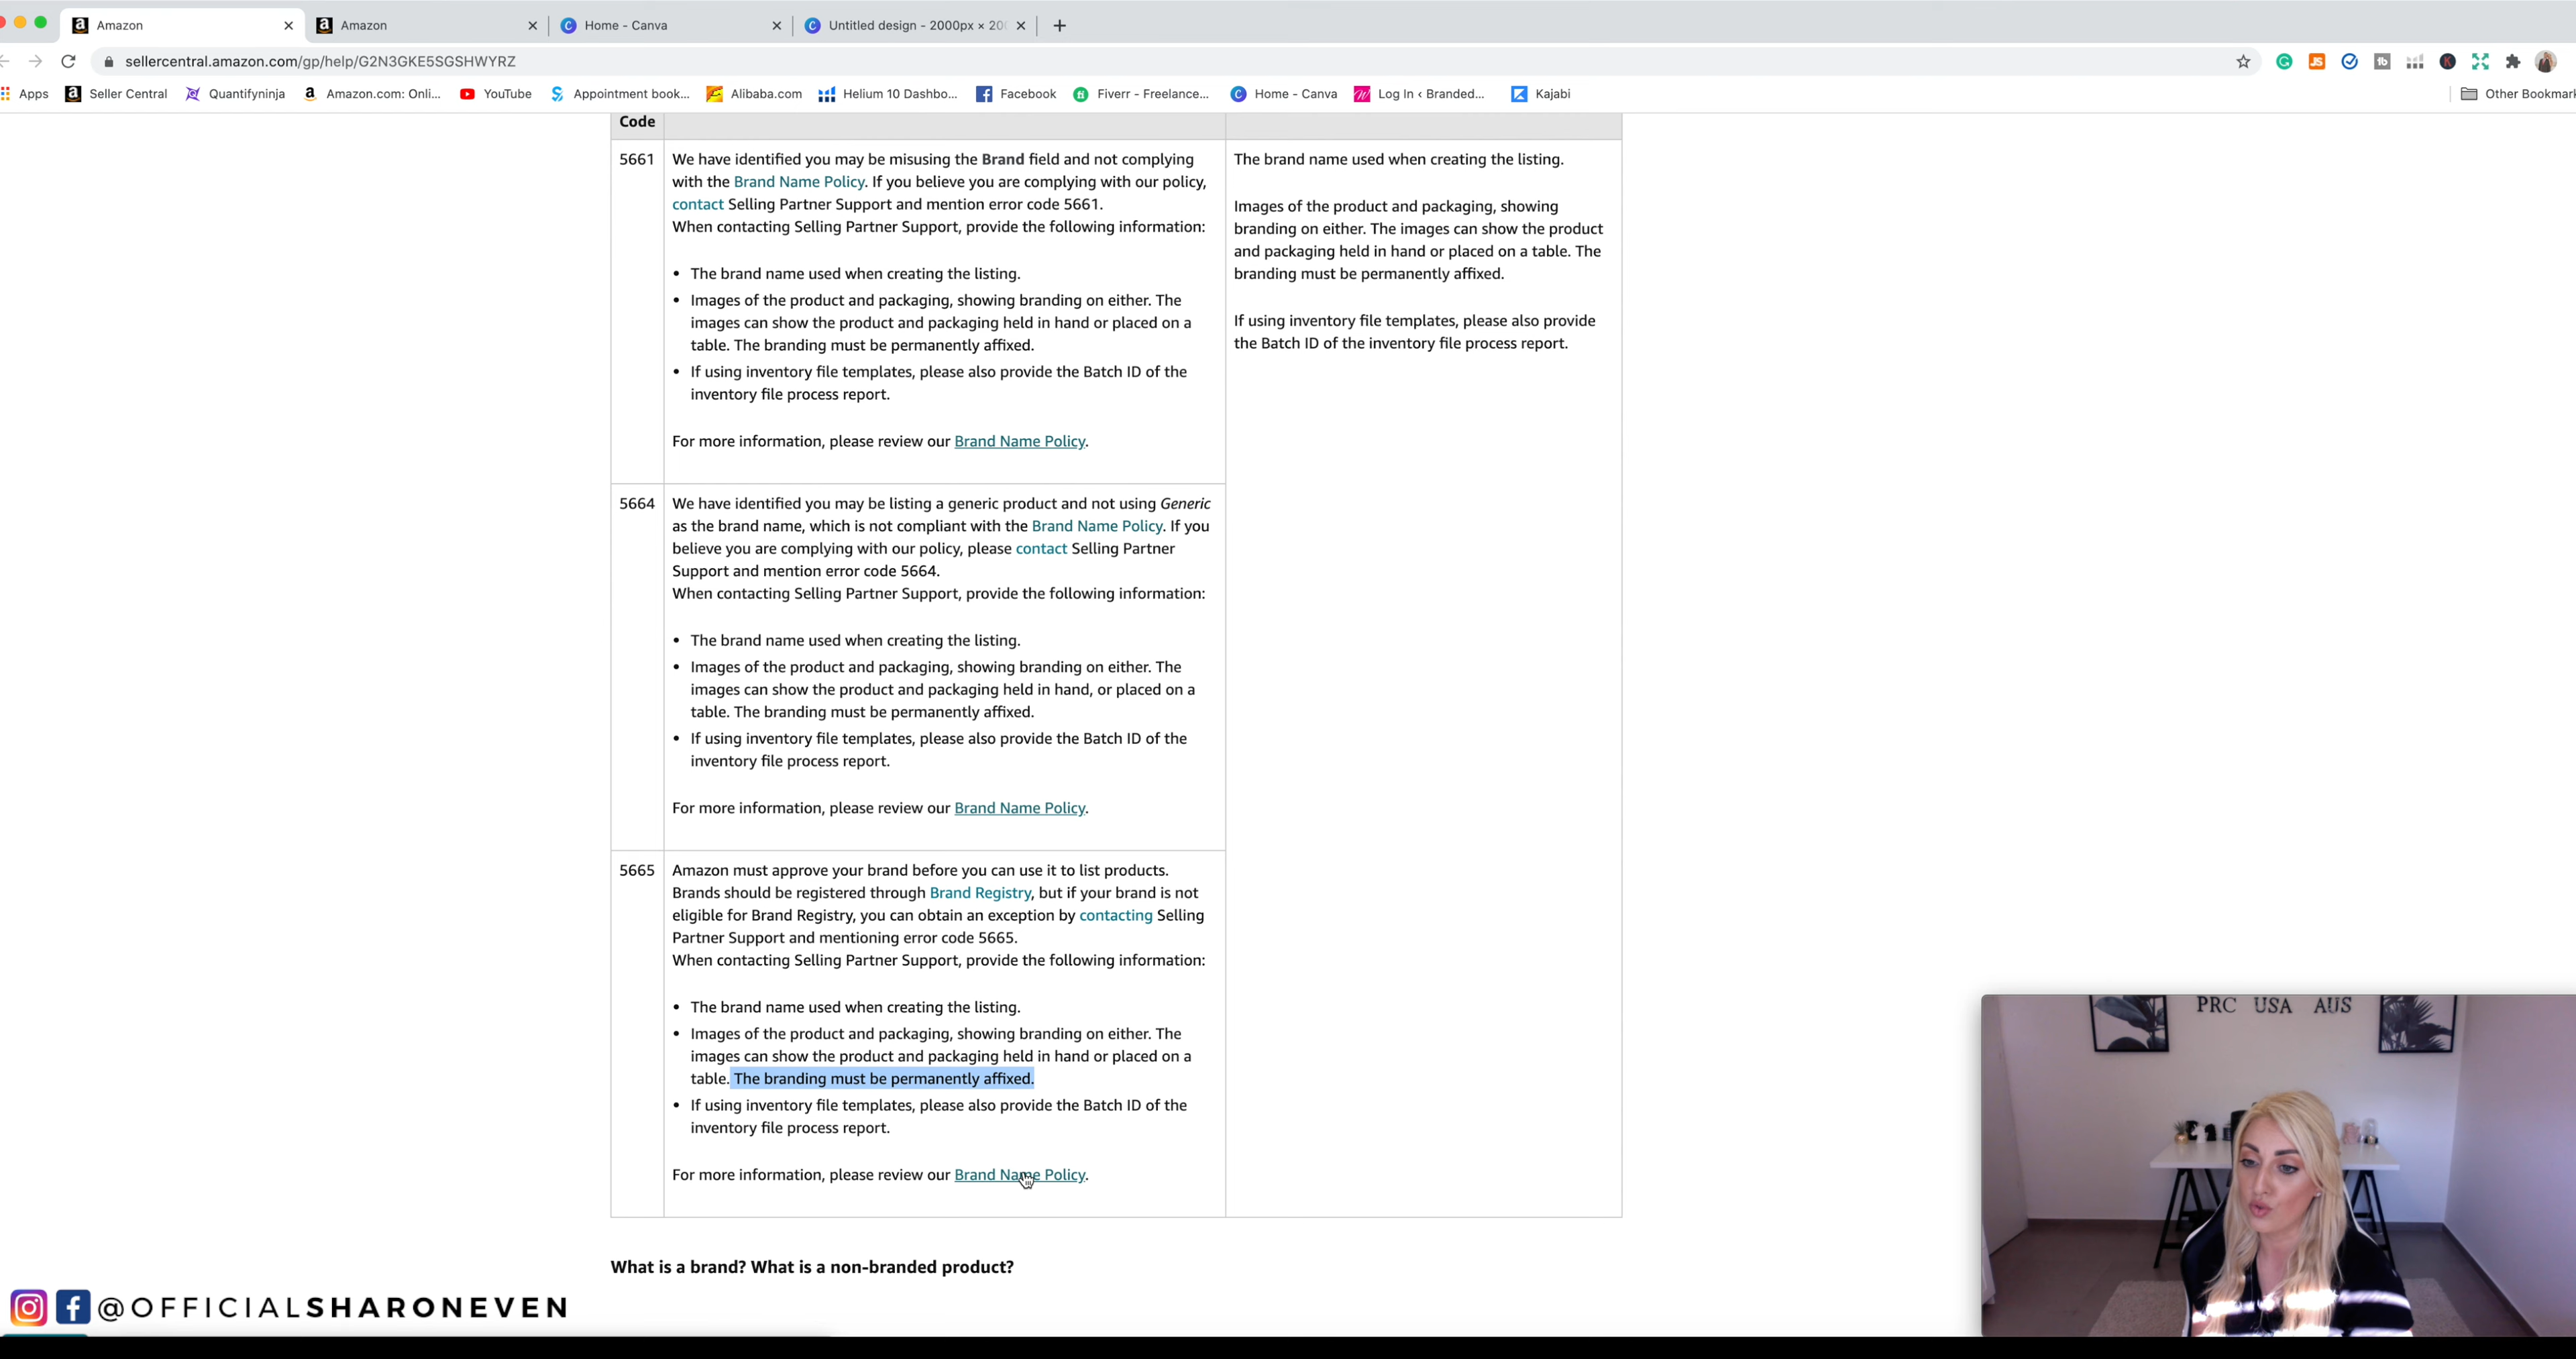 Amazon
Amazon
Home - Canva
Untitled design - 2000px × 20
sellercentral.amazon.com/gp/help/G2N3GKE5SGSHWYRZ
Apps
Seller Central
Quantifyninja
Amazon.com: Onli...
YouTube
Appointment book...
Alibaba.com
Helium 10 Dashbo...
Facebook
Fiverr - Freelance...
Home - Canva
Log In ‹ Branded...
Kajabi
Other Bookmar
Code
5661
We have identified you may be misusing the Brand field and not complying
with the Brand Name Policy. If you believe you are complying with our policy,
contact Selling Partner Support and mention error code 5661.
When contacting Selling Partner Support, provide the following information:
• The brand name used when creating the listing.
• Images of the product and packaging, showing branding on either. The
images can show the product and packaging held in hand or placed on a
table. The branding must be permanently affixed.
• If using inventory file templates, please also provide the Batch ID of the
inventory file process report.
For more information, please review our Brand Name Policy.
The brand name used when creating the listing.
Images of the product and packaging, showing
branding on either. The images can show the product
and packaging held in hand or placed on a table. The
branding must be permanently affixed.
If using inventory file templates, please also provide
the Batch ID of the inventory file process report.
5664
We have identified you may be listing a generic product and not using Generic
as the brand name, which is not compliant with the Brand Name Policy. If you
believe you are complying with our policy, please contact Selling Partner
Support and mention error code 5664.
When contacting Selling Partner Support, provide the following information:
• The brand name used when creating the listing.
• Images of the product and packaging, showing branding on either. The
images can show the product and packaging held in hand, or placed on a
table. The branding must be permanently affixed.
• If using inventory file templates, please also provide the Batch ID of the
inventory file process report.
For more information, please review our Brand Name Policy.
5665
Amazon must approve your brand before you can use it to list products.
Brands should be registered through Brand Registry, but if your brand is not
eligible for Brand Registry, you can obtain an exception by contacting Selling
Partner Support and mentioning error code 5665.
When contacting Selling Partner Support, provide the following information:
• The brand name used when creating the listing.
• Images of the product and packaging, showing branding on either. The
images can show the product and packaging held in hand or placed on a
table. The branding must be permanently affixed.
• If using inventory file templates, please also provide the Batch ID of the
inventory file process report.
For more information, please review our Brand Name Policy.
What is a brand? What is a non-branded product?
PRC USA AUS
@OFFICIALSHARONEVEN